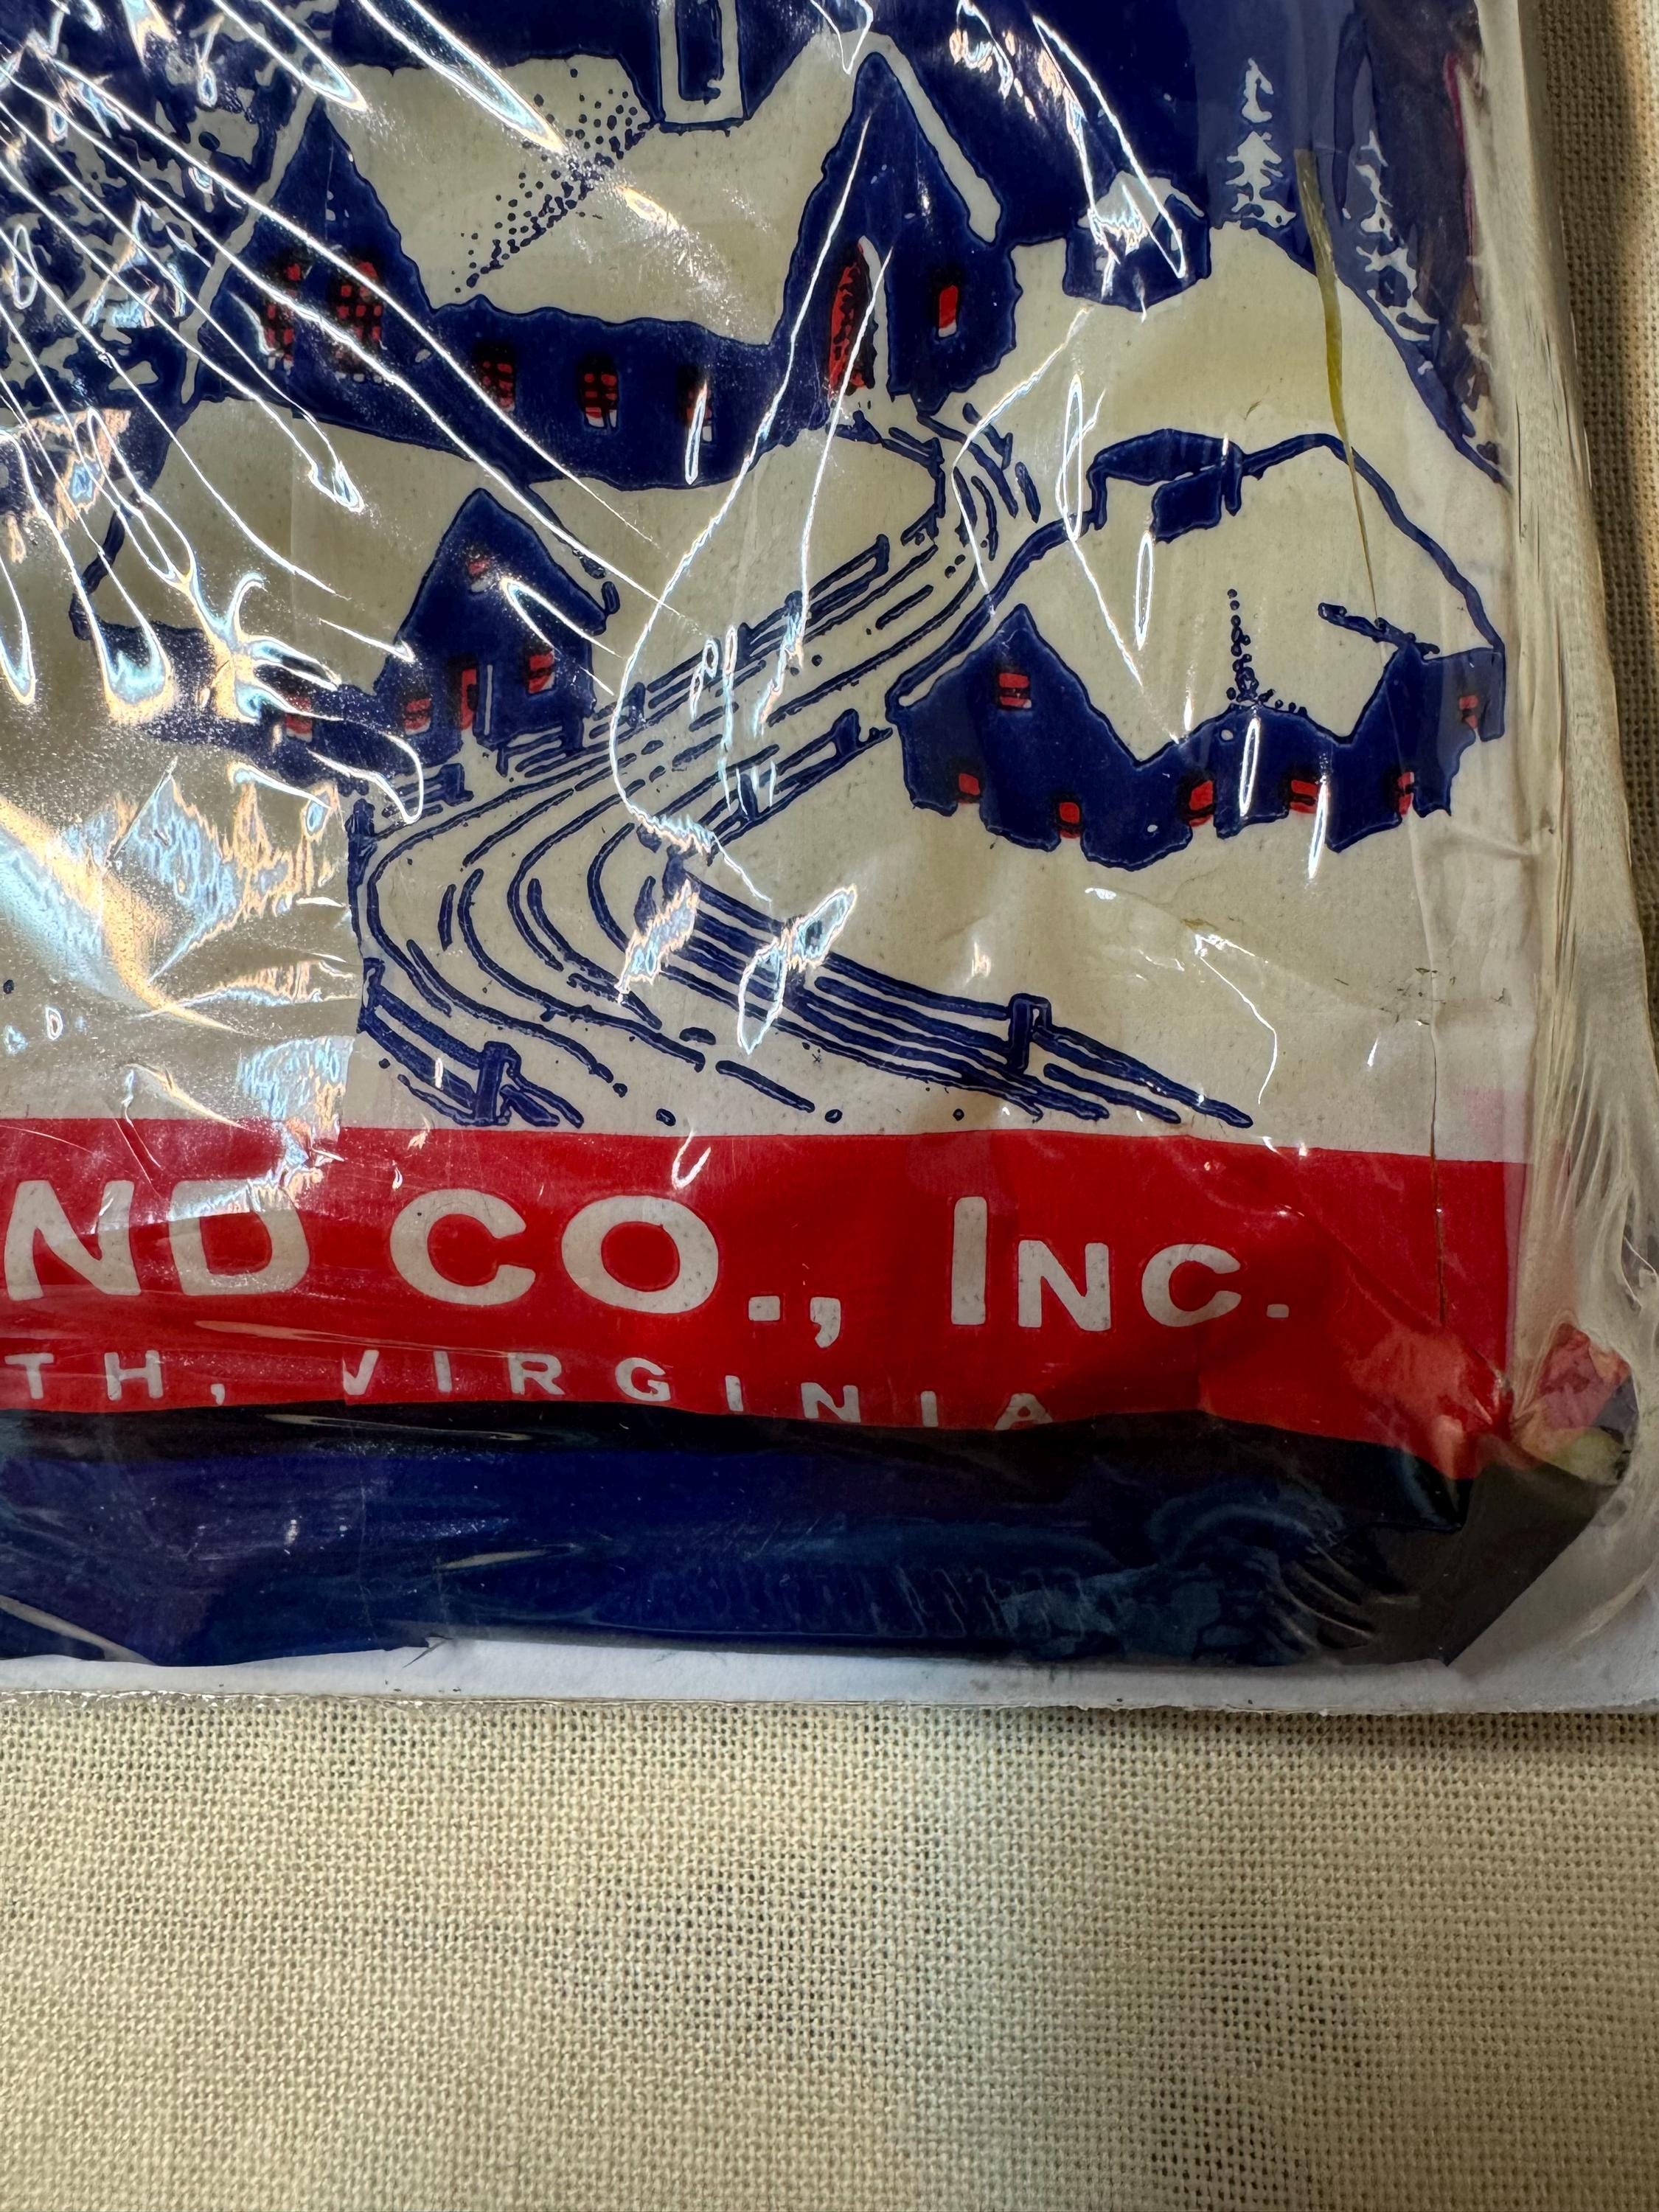 ND CO., INC.
TH, VIRGINIA